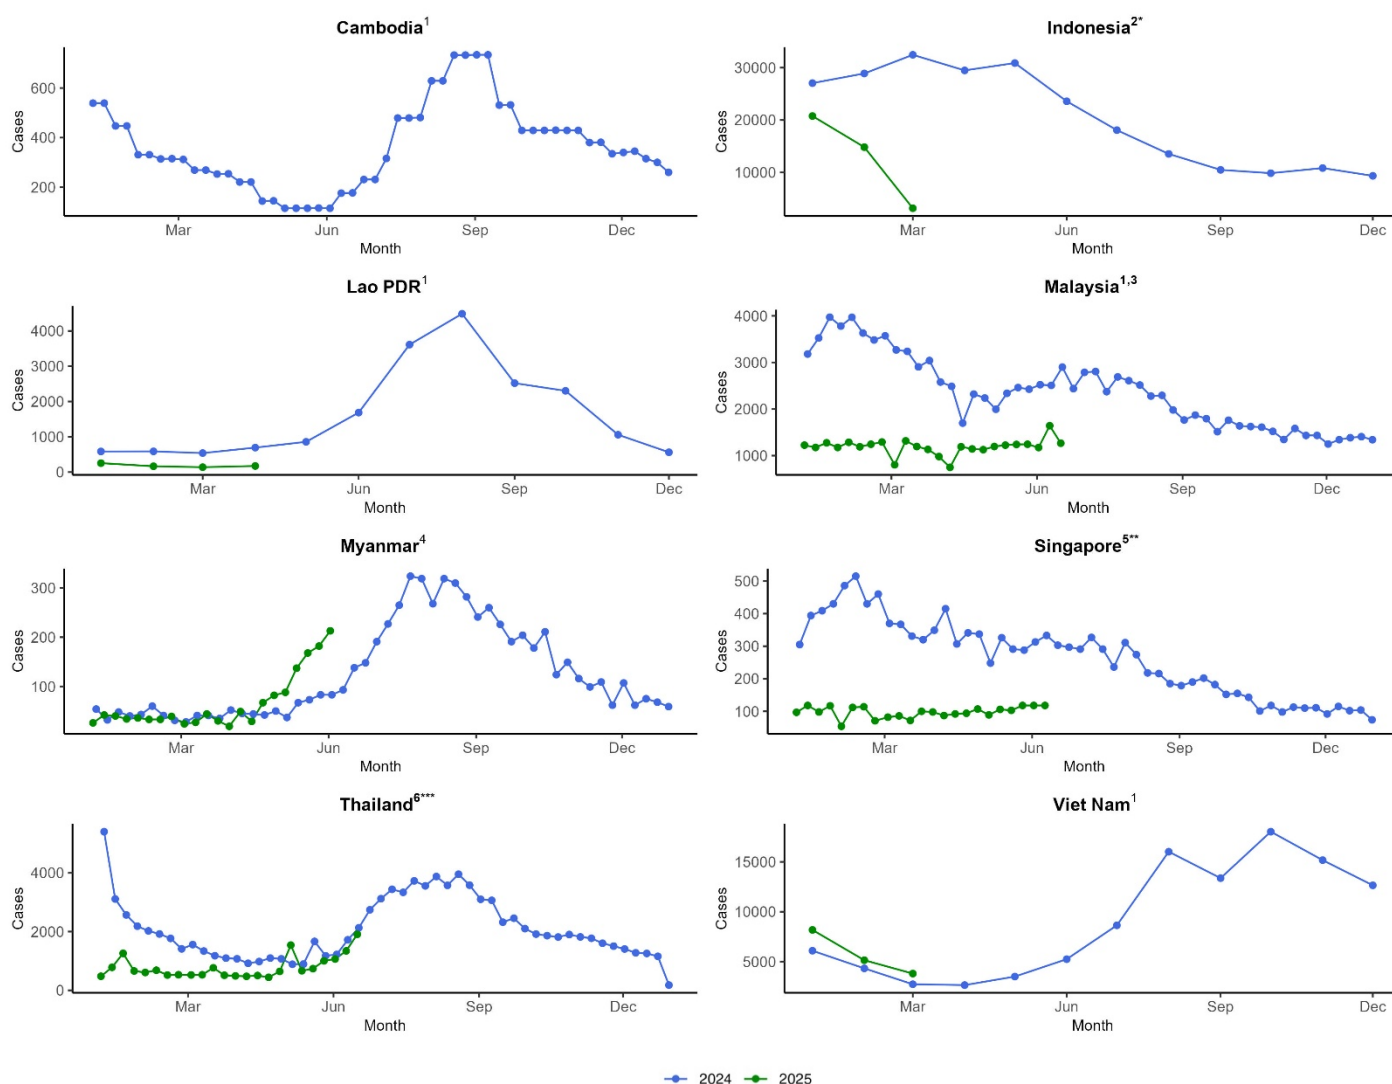 Cambodia1
Cases
600
400
200
Mar Jun Sep Dec
Month
Indonesia2*
Cases
30000
20000
10000
Mar Jun Sep Dec
Month
Lao PDR1
Cases
4000
3000
2000
1000
0
Mar Jun Sep Dec
Month
Malaysia1,3
Cases
4000
3000
2000
1000
Mar Jun Sep Dec
Month
Myanmar4
Cases
300
200
100
Mar Jun Sep Dec
Month
Singapore5**
Cases
500
400
300
200
100
Mar Jun Sep Dec
Month
Thailand6***
Cases
4000
2000
0
Mar Jun Sep Dec
Month
Viet Nam1
Cases
15000
10000
5000
Mar Jun Sep Dec
Month
2024 2025